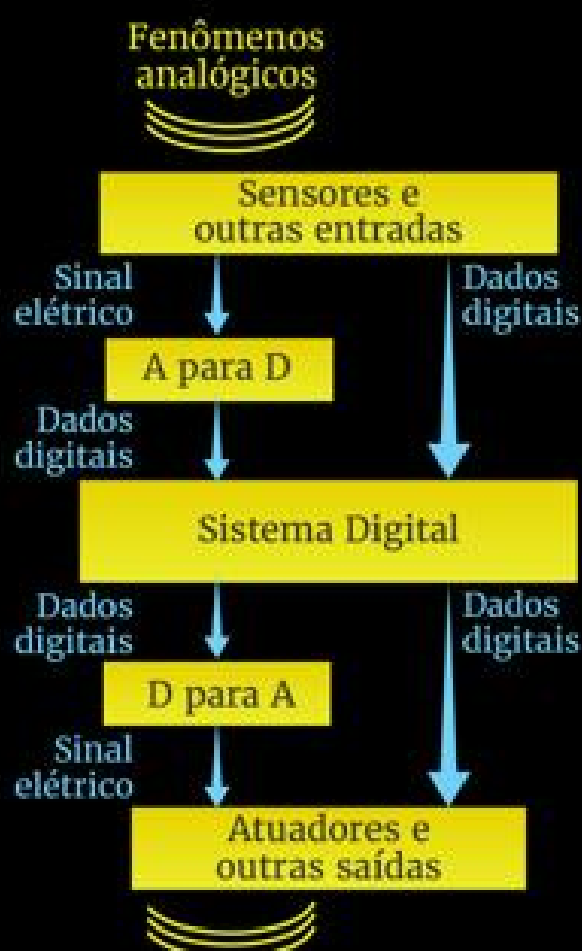 Fenômenos
analógicos
Sensores e
outras entradas
Sinal
elétrico
Dados
digitais
A para D
Dados
digitais
Sistema Digital
Dados
digitais
Dados
digitais
D para A
Sinal
elétrico
Atuadores e
outras saídas